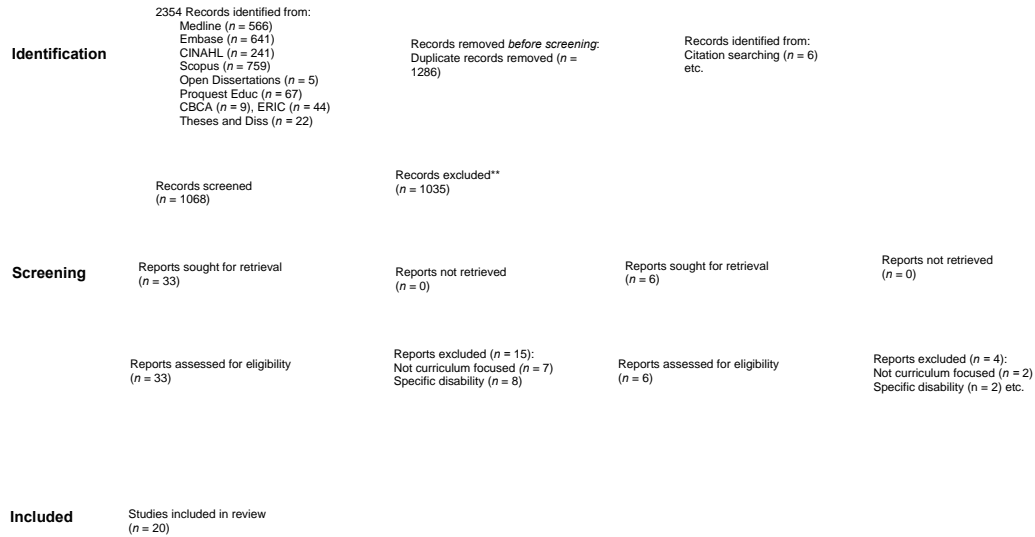 Identification
2354 Records identified from:
Medline (n = 566)
Embase (n = 641)
CINAHL (n = 241)
Scopus (n = 759)
Open Dissertations (n = 5)
Proquest Educ (n = 67)
CBCA (n = 9), ERIC (n = 44)
Theses and Diss (n = 22)
Records removed before screening:
Duplicate records removed (n =
1286)
Records identified from:
Citation searching (n = 6)
etc.
Records screened
(n = 1068)
Records excluded**
(n = 1035)
Screening
Reports sought for retrieval
(n = 33)
Reports not retrieved
(n = 0)
Reports sought for retrieval
(n = 6)
Reports not retrieved
(n = 0)
Reports assessed for eligibility
(n = 33)
Reports excluded (n = 15):
Not curriculum focused (n = 7)
Specific disability (n = 8)
Reports assessed for eligibility
(n = 6)
Reports excluded (n = 4):
Not curriculum focused (n = 2)
Specific disability (n = 2) etc.
Included
Studies included in review
(n = 20)